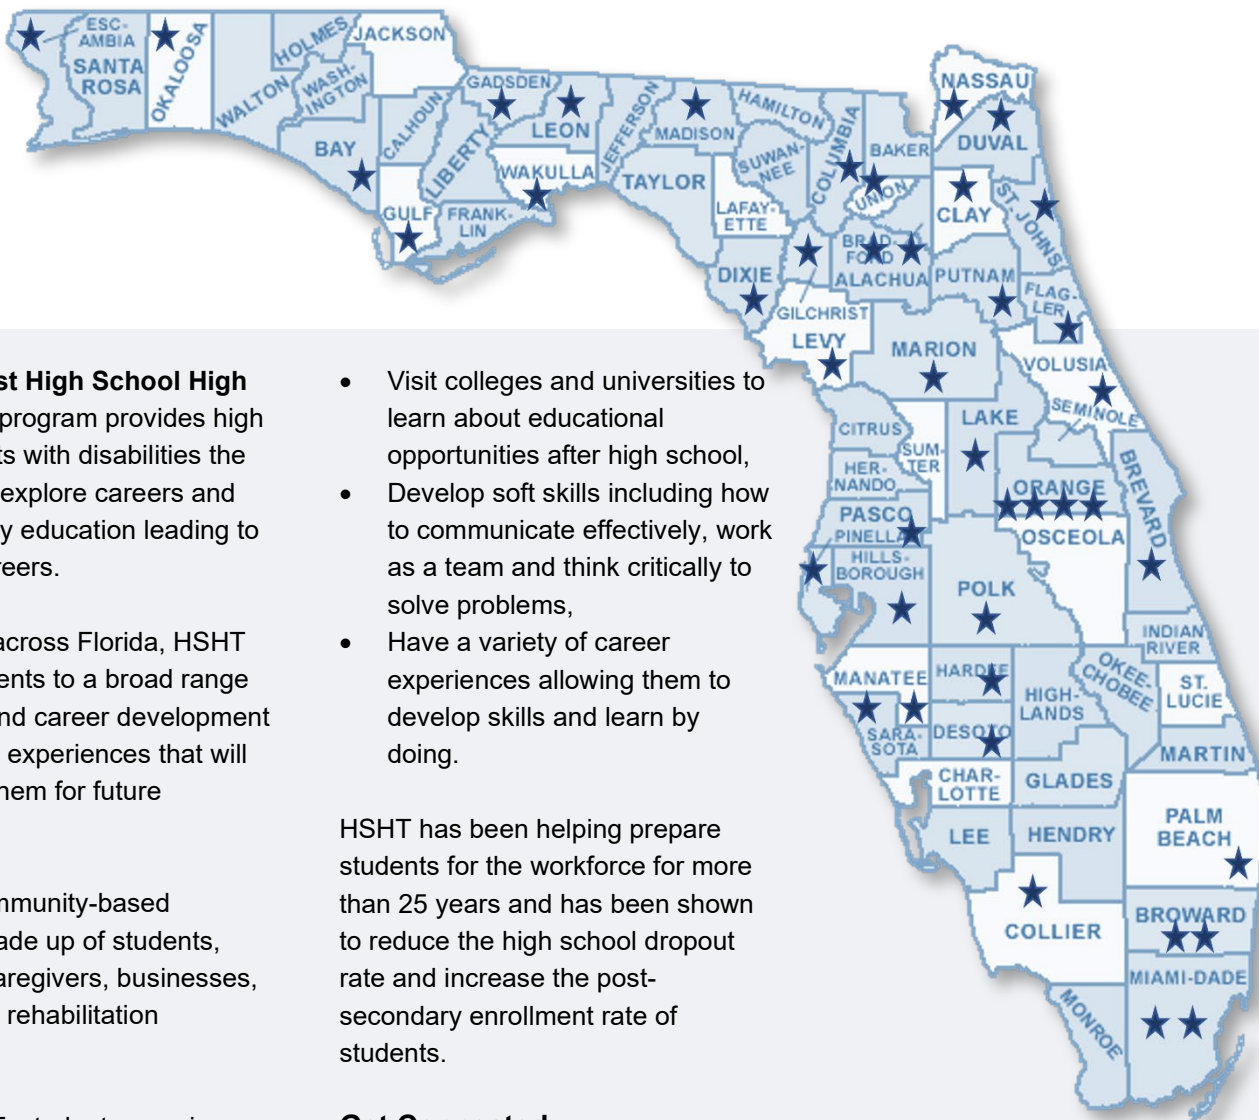 ESC-
AMBIA
SANTA
ROSA
OKALOOSA
WALTON
HOLMES
WASH-
INGTON
JACKSON
BAY
CALHOUN
GULF
LIBERTY
GADSDEN
LEON
WAKULLA
FRANK-
LIN
JEFFERSON
MADISON
TAYLOR
HAMILTON
SUWAN-
NEE
LAFAY-
ETTE
COLUMBIA
BAKER
UNION
NASSAU
DUVAL
CLAY
ST. JOHNS
BRAD-
FORD
ALACHUA
PUTNAM
FLAG-
LER
DIXIE
GILCHRIST
LEVY
MARION
VOLUSIA
SEMINOLE
CITRUS
SUM-
TER
LAKE
HER-
NANDO
ORANGE
BREVARD
PASCO
PINELLA
OSCEOLA
HILLS-
BOROUGH
POLK
INDIAN
RIVER
MANATEE
HARDEE
HIGH-
LANDS
OKEE-
CHOBEE
ST.
LUCIE
SARA-
SOTA
DESOTO
MARTIN
CHAR-
LOTTE
GLADES
PALM
BEACH
LEE
HENDRY
COLLIER
BROWARD
MIAMI-DADE
MONROE
st High School High
program provides high
ts with disabilities the
explore careers and
y education leading to
reers.
across Florida, HSHT
ents to a broad range
nd career development
experiences that will
hem for future
mmunity-based
ade up of students,
aregivers, businesses,
rehabilitation
• Visit colleges and universities to
learn about educational
opportunities after high school,
• Develop soft skills including how
to communicate effectively, work
as a team and think critically to
solve problems,
• Have a variety of career
experiences allowing them to
develop skills and learn by
doing.
HSHT has been helping prepare
students for the workforce for more
than 25 years and has been shown
to reduce the high school dropout
rate and increase the post-
secondary enrollment rate of
students.